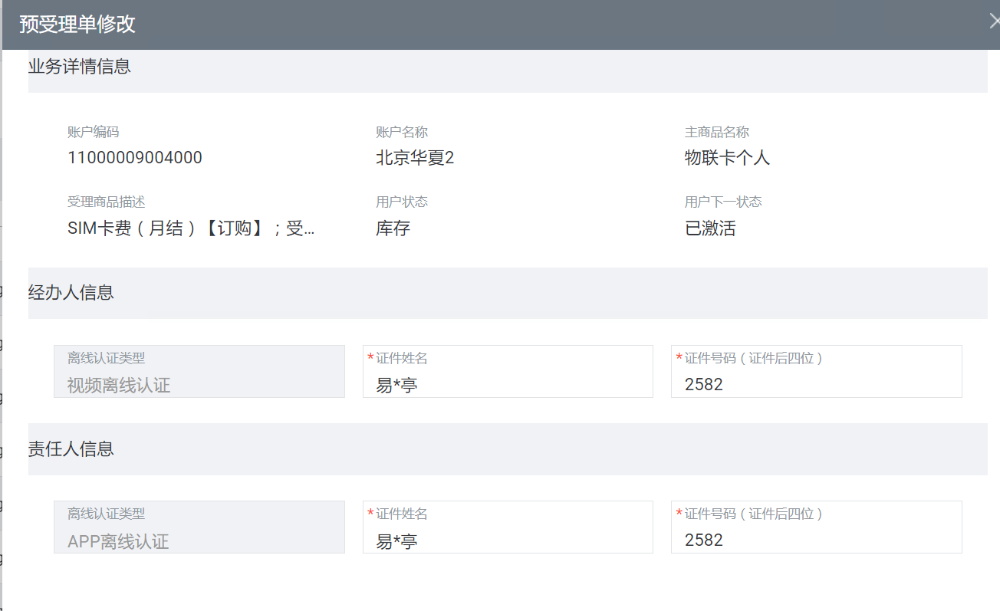 预受理单修改
业务详情信息
账户编码 账户名称 主商品名称
11000009004000 北京华夏2 物联卡个人
受理商品描述 用户状态 用户下一状态
SIM卡费（月结）【订购】；受... 库存 已激活
经办人信息
离线认证类型 *证件姓名 *证件号码（证件后四位）
视频离线认证 易*亭 2582
责任人信息
离线认证类型 *证件姓名 *证件号码（证件后四位）
APP离线认证 易*亭 2582